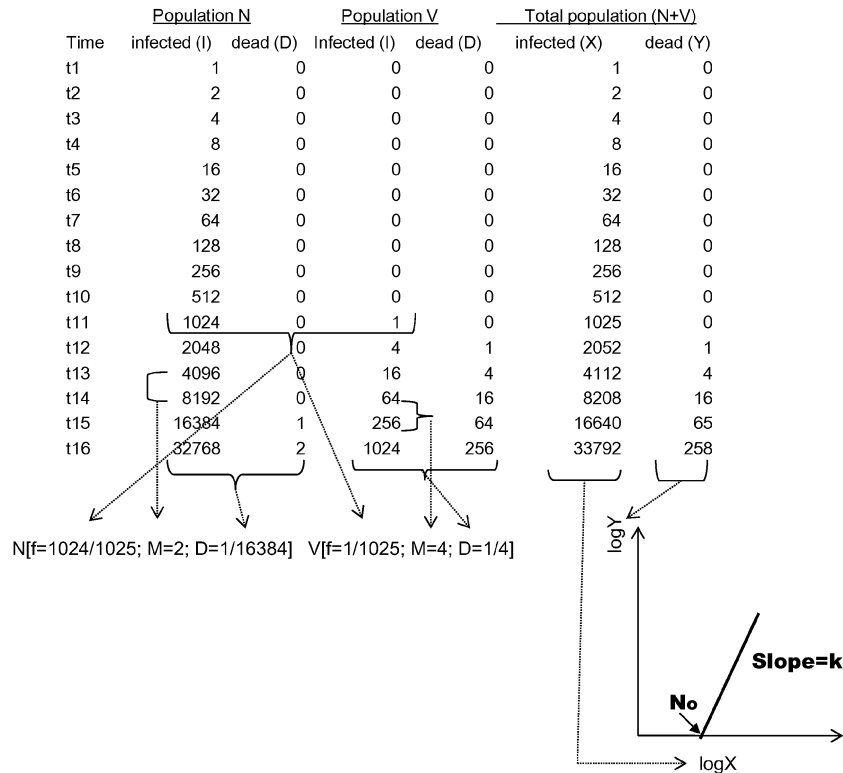 Population N Population V Total population (N+V)
Time infected (I) dead (D) Infected (I) dead (D) infected (X) dead (Y)
t1 1 0 0 0 1 0
t2 2 0 0 0 2 0
t3 4 0 0 0 4 0
t4 8 0 0 0 8 0
t5 16 0 0 0 16 0
t6 32 0 0 0 32 0
t7 64 0 0 0 64 0
t8 128 0 0 0 128 0
t9 256 0 0 0 256 0
t10 512 0 0 0 512 0
t11 1024 0 1 0 1025 0
t12 2048 0 4 1 2052 1
t13 4096 0 16 4 4112 4
t14 8192 0 64 16 8208 16
t15 16384 1 256 64 16640 65
t16 32768 2 1024 256 33792 258
N[f=1024/1025; M=2; D=1/16384] V[f=1/1025; M=4; D=1/4]
logY
Slope=k
No
logX